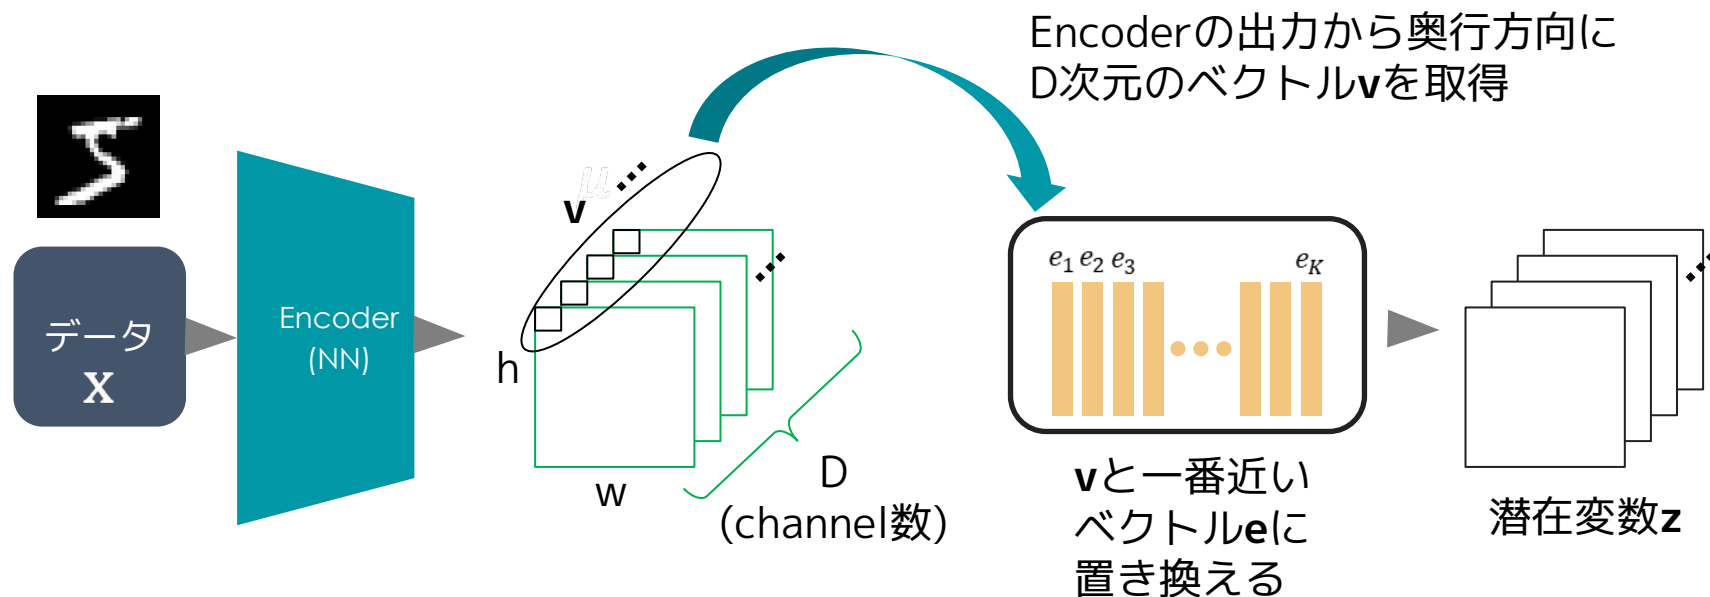 Encoderの出力から奥行方向に
D次元のベクトルvを取得
データ
X
Encoder
(NN)
μ
v
h
w
D
(channel数)
e1 e2 e3 eK
vと一番近い
ベクトルeに
置き換える
潜在変数z